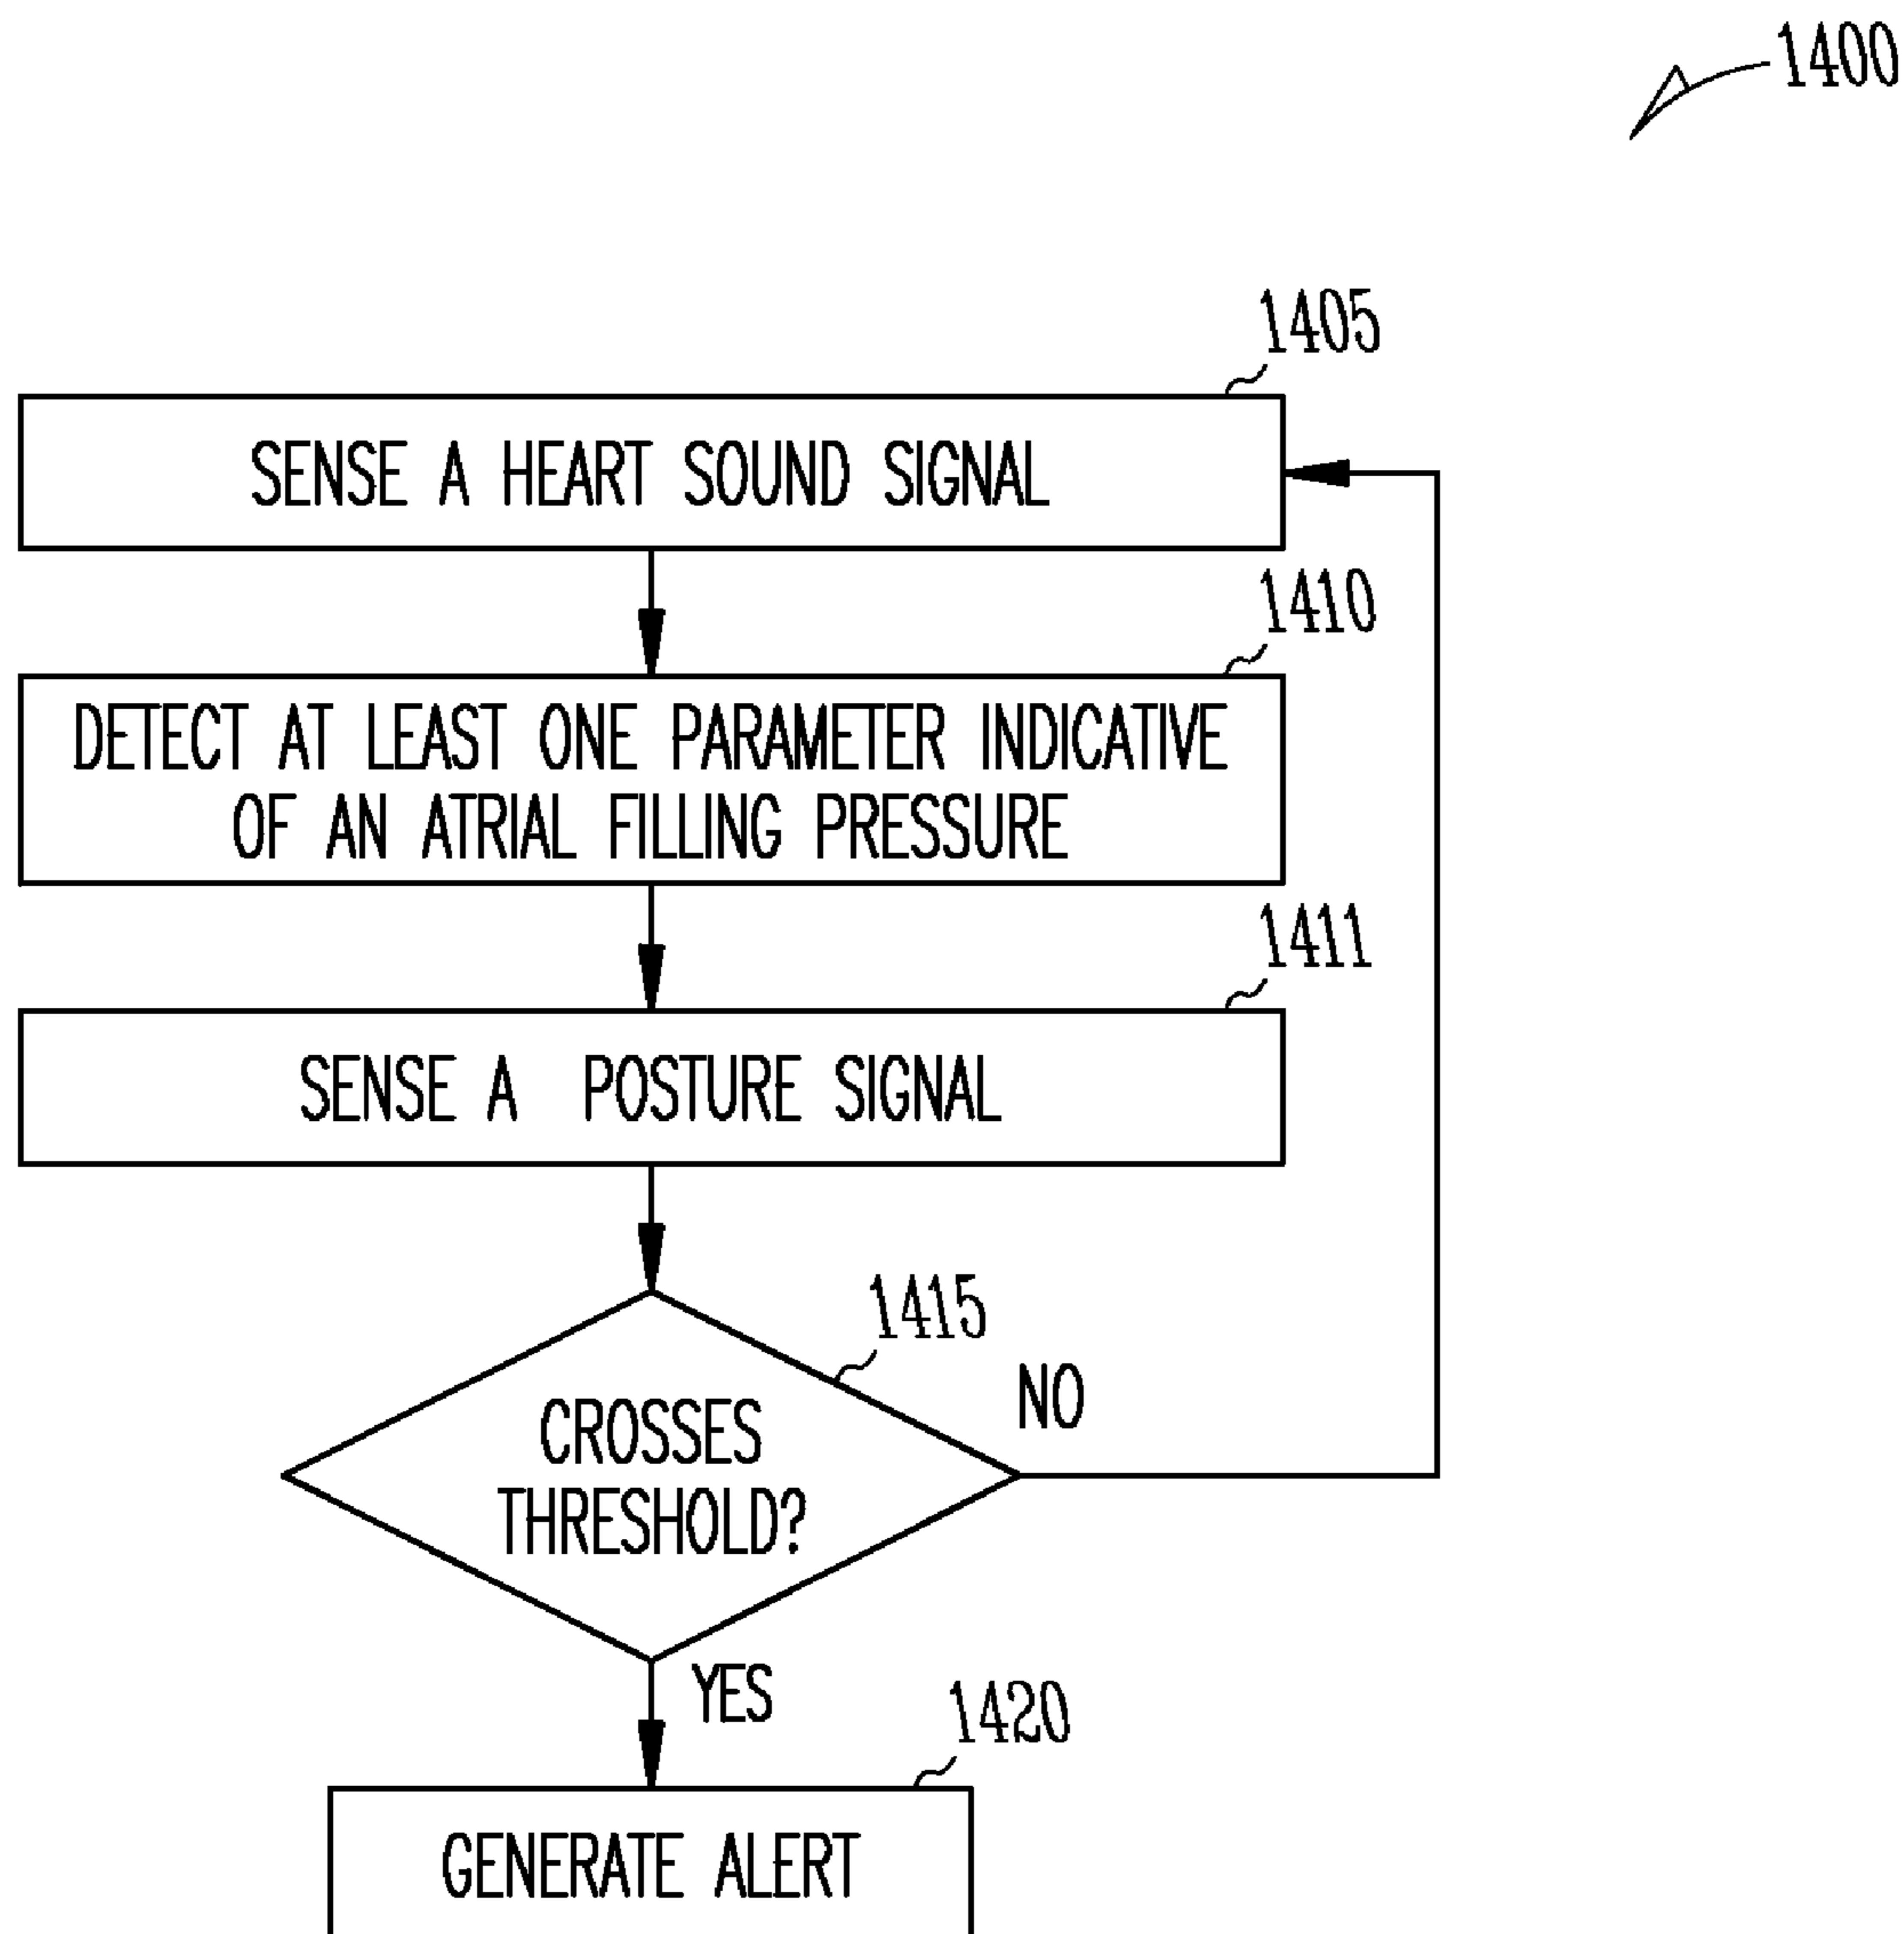 1400
1405
SENSE A HEART SOUND SIGNAL
1410
DETECT AT LEAST ONE PARAMETER INDICATIVE
OF AN ATRIAL FILLING PRESSURE
1411
SENSE A POSTURE SIGNAL
1415
NO
CROSSES
THRESHOLD?
YES
1420
GENERATE ALERT